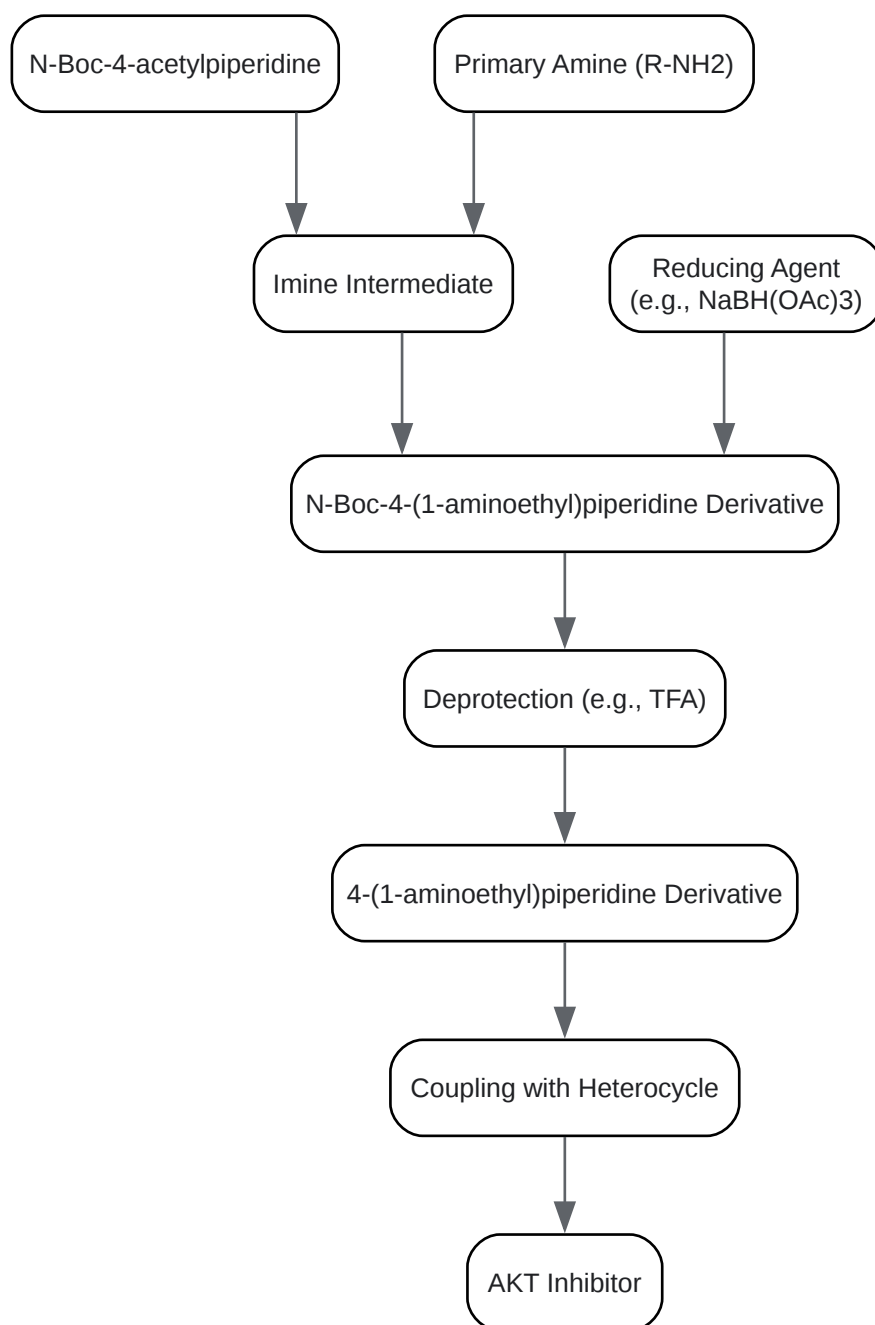 N-Boc-4-acetylpiperidine
Primary Amine (R-NH2)
Imine Intermediate
Reducing Agent
(e.g., NaBH(OAc)3)
N-Boc-4-(1-aminoethyl)piperidine Derivative
Deprotection (e.g., TFA)
4-(1-aminoethyl)piperidine Derivative
Coupling with Heterocycle
AKT Inhibitor